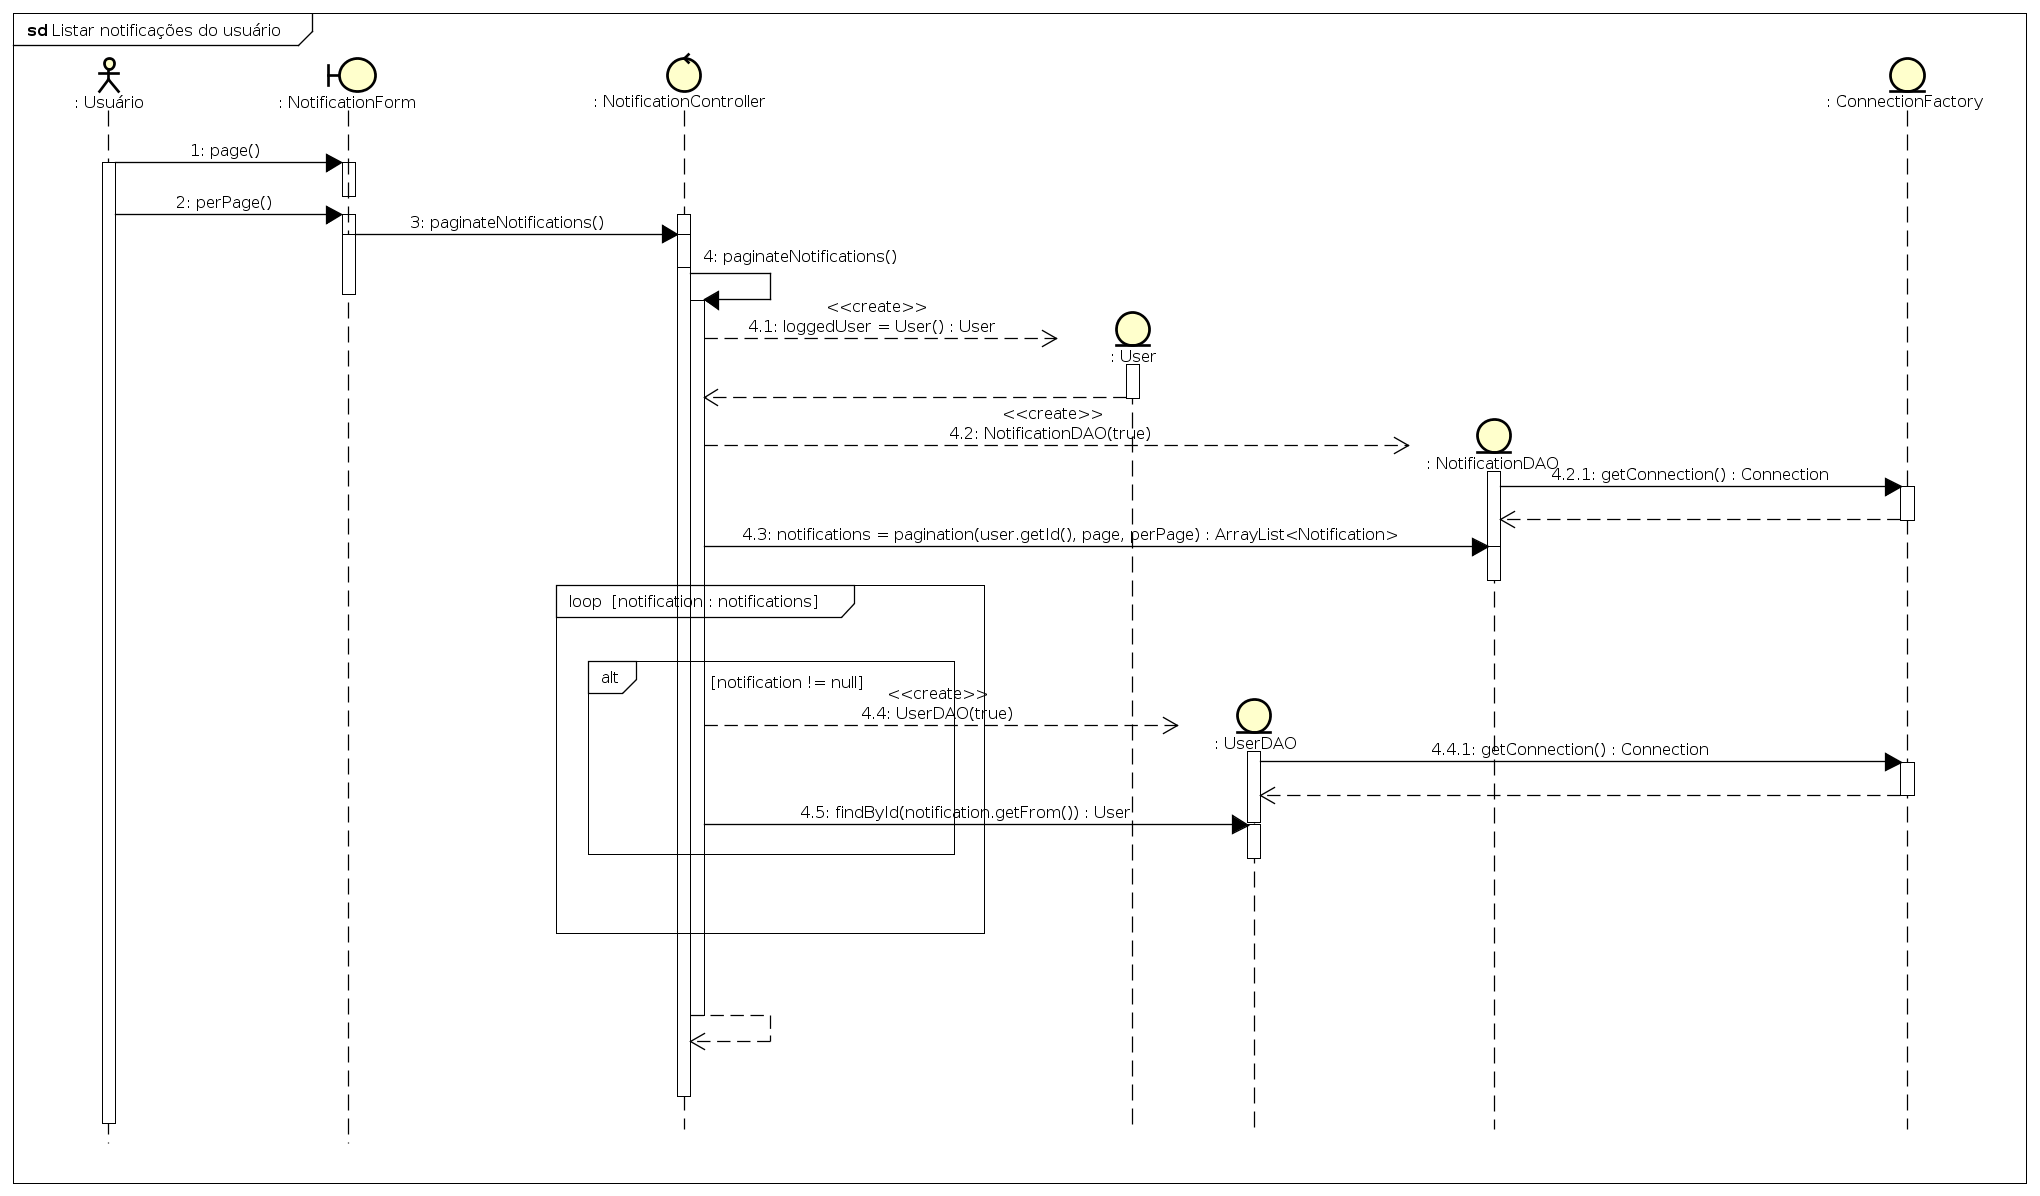 sd Listar notificações do usuário
: Usuário
: NotificationForm
: NotificationController
: ConnectionFactory
1: page()
2: perPage()
3: paginateNotifications()
4: paginateNotifications()
<<create>>
4.1: loggedUser = User() : User
: User
<<create>>
4.2: NotificationDAO(true)
: NotificationDAO
4.2.1: getConnection() : Connection
4.3: notifications = pagination(user.getId(), page, perPage) : ArrayList<Notification>
loop [notification : notifications]
alt
[notification != null]
<<create>>
4.4: UserDAO(true)
: UserDAO
4.4.1: getConnection() : Connection
4.5: findById(notification.getFrom()) : User